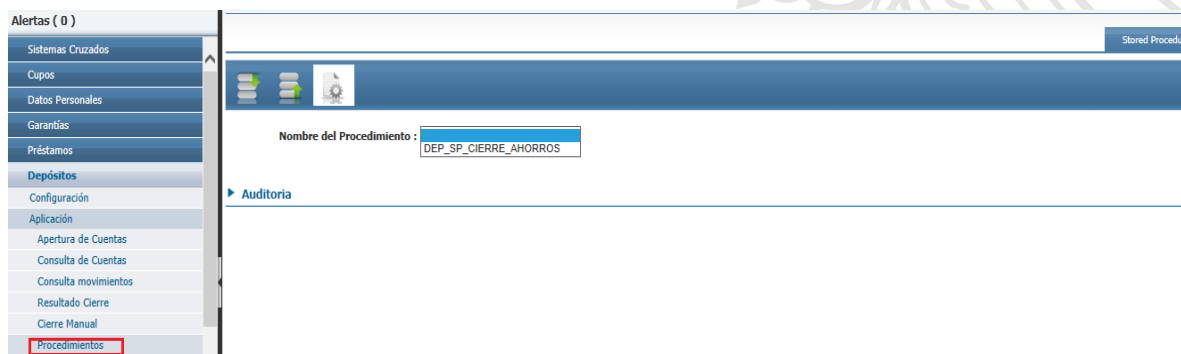 Alertas ( 0 )
Sistemas Cruzados
Cupos
Datos Personales
Garantías
Préstamos
Depósitos
Configuración
Aplicación
Apertura de Cuentas
Consulta de Cuentas
Consulta movimientos
Resultado Cierre
Cierre Manual
Procedimientos
Stored
Nombre del Procedimiento :
DEP_SP_CIERRE_AHORROS
Auditoria